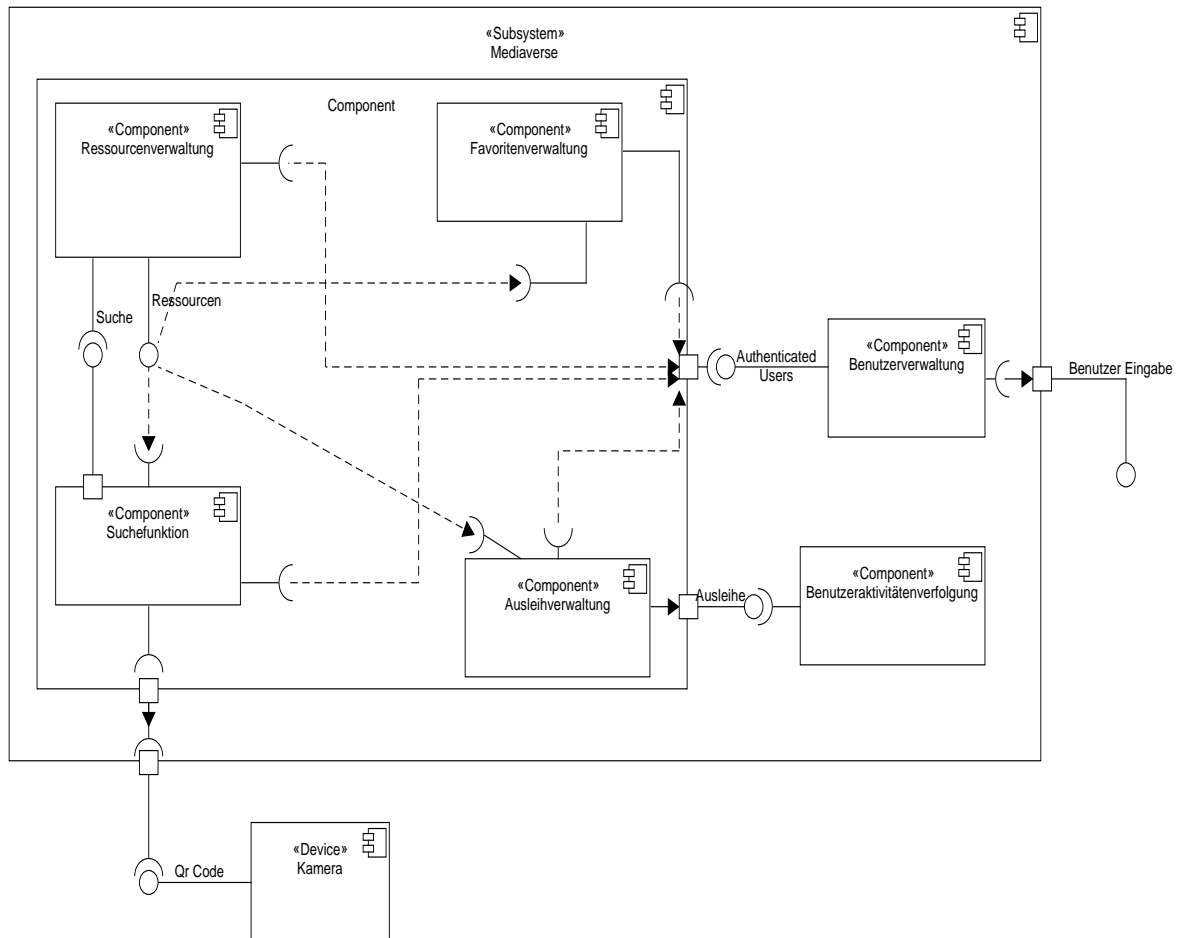 «Subsystem»
Mediaverse
Component
«Component»
Ressourcenverwaltung
«Component»
Favoritenverwaltung
Ressourcen
Suche
«Component»
Benutzerverwaltung
Authenticated
Users
Benutzer Eingabe
«Component»
Suchefunktion
«Component»
Ausleihverwaltung
Ausleihe
«Component»
Benutzeraktivitätenverfolgung
«Device»
Kamera
Qr Code